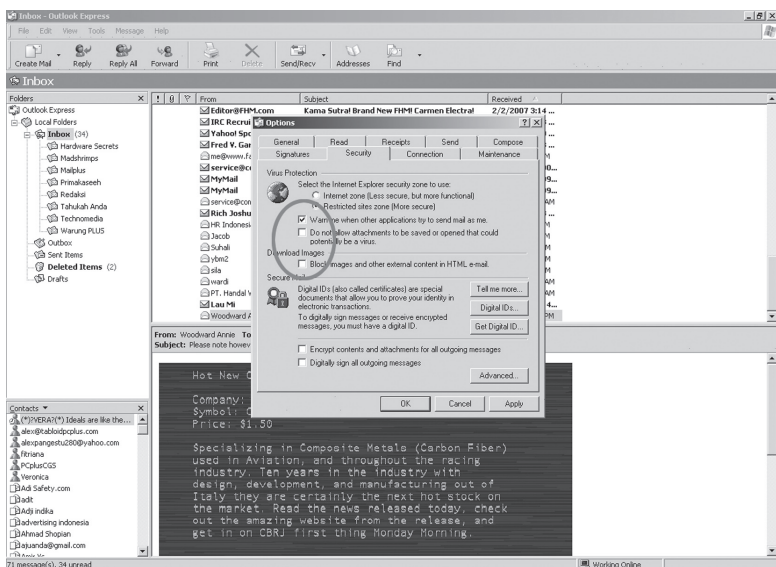 Inbox - Outlook Express
File Edit View Tools Message Help
Create Mail Reply Reply All Forward Print Delete Send/Recv Addresses Find
Inbox
Folders
Outlook Express
Local Folders
Inbox (34)
Hardware Secrets
Madshrimps
Mailplus
Primakaseeh
Redaksi
Tahukah Anda
Technomedia
Warung PLUS
Outbox
Sent Items
Deleted Items (2)
Drafts
From Subject Received
Editor@FHM.com Kama Sutra! Brand New FHM! Carmen Electra! 2/2/2007 3:14 ...
IRC Recrui
Yahoo! Spc
Fred V. Gar
me@www.fa
service@co
MyMail
MyMail
service@con
Rich Joshu
HR Indonesi
Jacob
Suhali
ybm2
sila
wardi
PT. Handal V
Lau Mi
Woodward A
Options
General Read Receipts Send Compose
Signatures Security Connection Maintenance
Virus Protection
Select the Internet Explorer security zone to use:
Internet zone (Less secure, but more functional)
Restricted sites zone (More secure)
Warn me when other applications try to send mail as me.
Do not allow attachments to be saved or opened that could
potentially be a virus.
Download Images
Block images and other external content in HTML e-mail.
Secure Mail
Digital IDs (also called certificates) are special
documents that allow you to prove your identity in
electronic transactions.
Tell me more...
To digitally sign messages or receive encrypted
messages, you must have a digital ID.
Digital IDs...
Get Digital ID...
Encrypt contents and attachments for all outgoing messages
Digitally sign all outgoing messages
Advanced...
OK Cancel Apply
From: Woodward Annie To
Subject: Please note howev
Hot New C
Company:
Symbol: C
Price: $1.50
Specializing in Composite Metals (Carbon Fiber)
used in Aviation, and throughout the racing
industry. Ten years in the industry with
design, development, and manufacturing out of
Italy they are certainly the next hot stock on
the market. Read the news released today, check
out the amazing website from the release, and
get in on CBRJ first thing Monday Morning.
Contacts
(*)?VERA?(*) Ideals are like the...
alex@tabloidpcplus.com
alexpangestu280@yahoo.com
fitriana
PCplusCGS
Veronica
Adi Safety.com
adit
Adji indika
advertising indonesia
Ahmad Shopian
ajuanda@gmail.com
71 message(s), 34 unread
Working Online